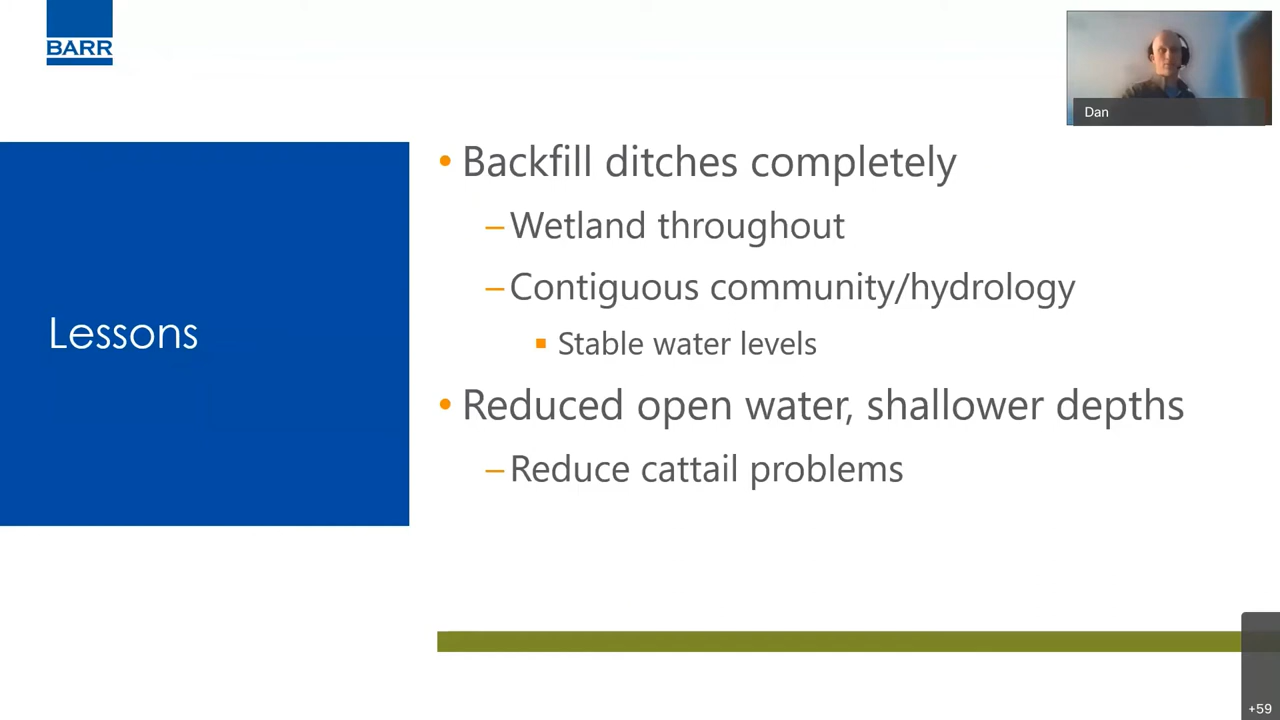 BARR
Dan
Lessons
• Backfill ditches completely
– Wetland throughout
– Contiguous community/hydrology
▪ Stable water levels
• Reduced open water, shallower depths
– Reduce cattail problems
+59